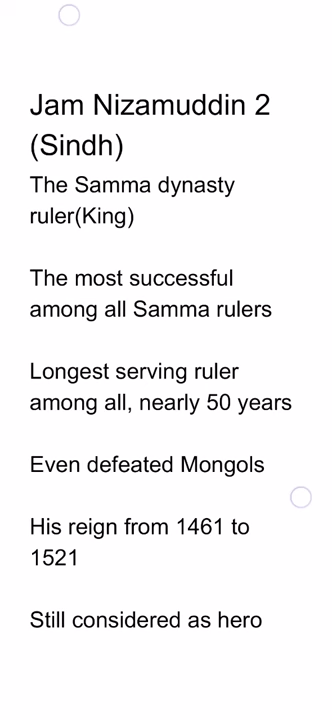 Jam Nizamuddin 2
(Sindh)
The Samma dynasty
ruler(King)
The most successful
among all Samma rulers
Longest serving ruler
among all, nearly 50 years
Even defeated Mongols
His reign from 1461 to
1521
Still considered as hero